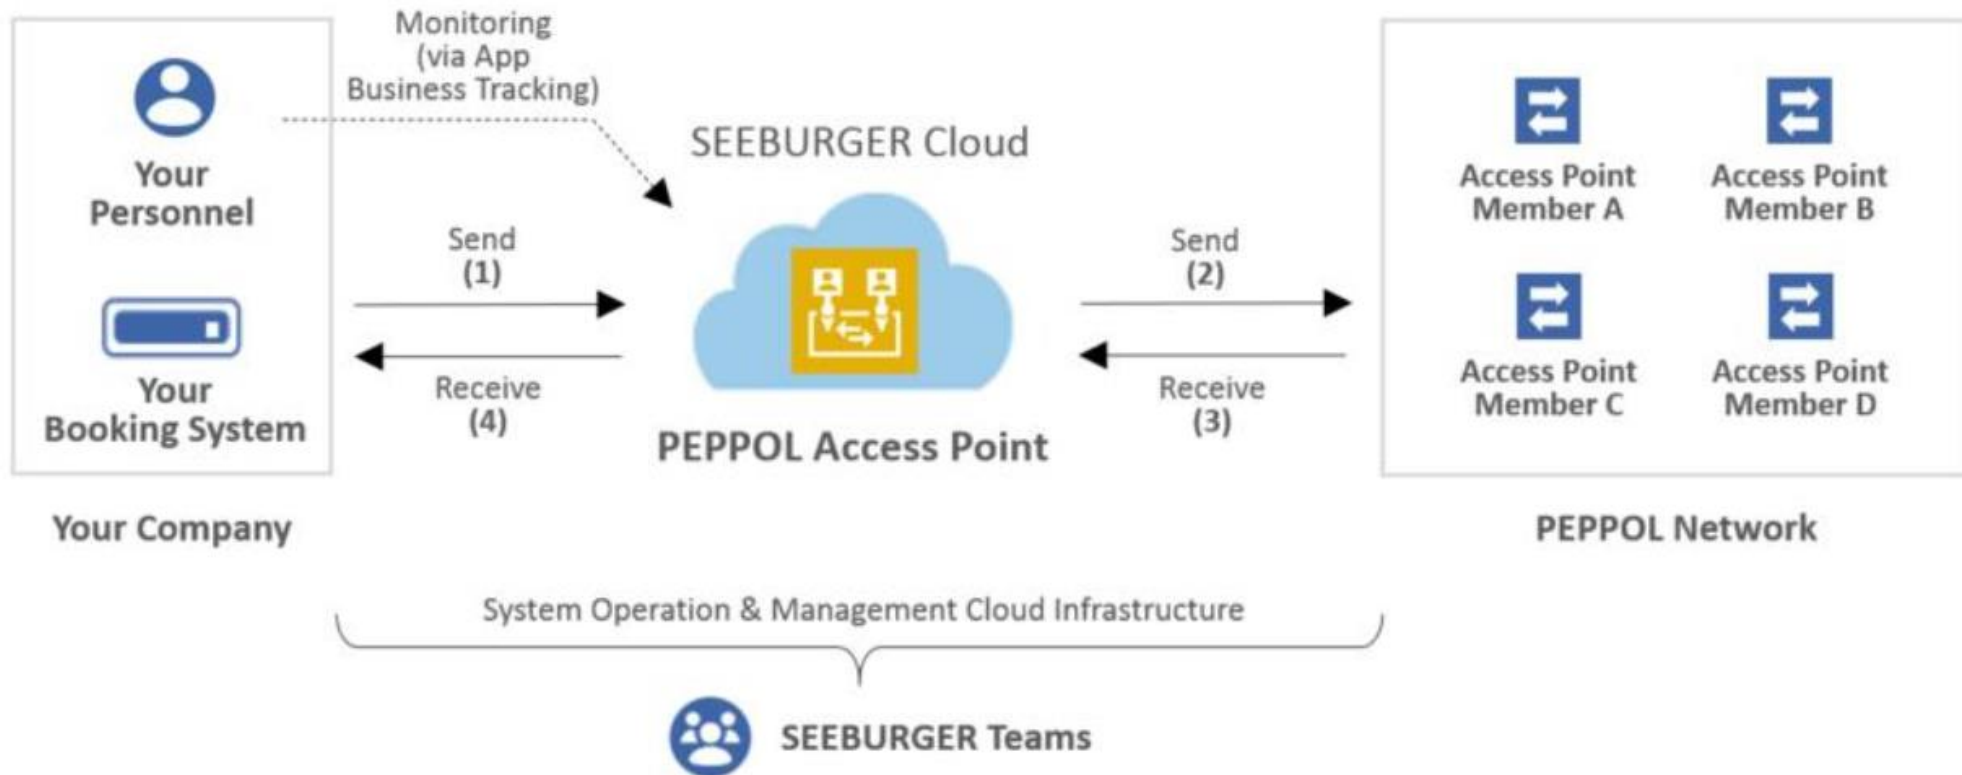 Monitoring
(via App
Business Tracking)
Your
Personnel
Your
Booking System
Your Company
Send
(1)
Receive
(4)
SEEBURGER Cloud
PEPPOL Access Point
Send
(2)
Receive
(3)
Access Point
Member A
Access Point
Member B
Access Point
Member C
Access Point
Member D
PEPPOL Network
System Operation & Management Cloud Infrastructure
SEEBURGER Teams